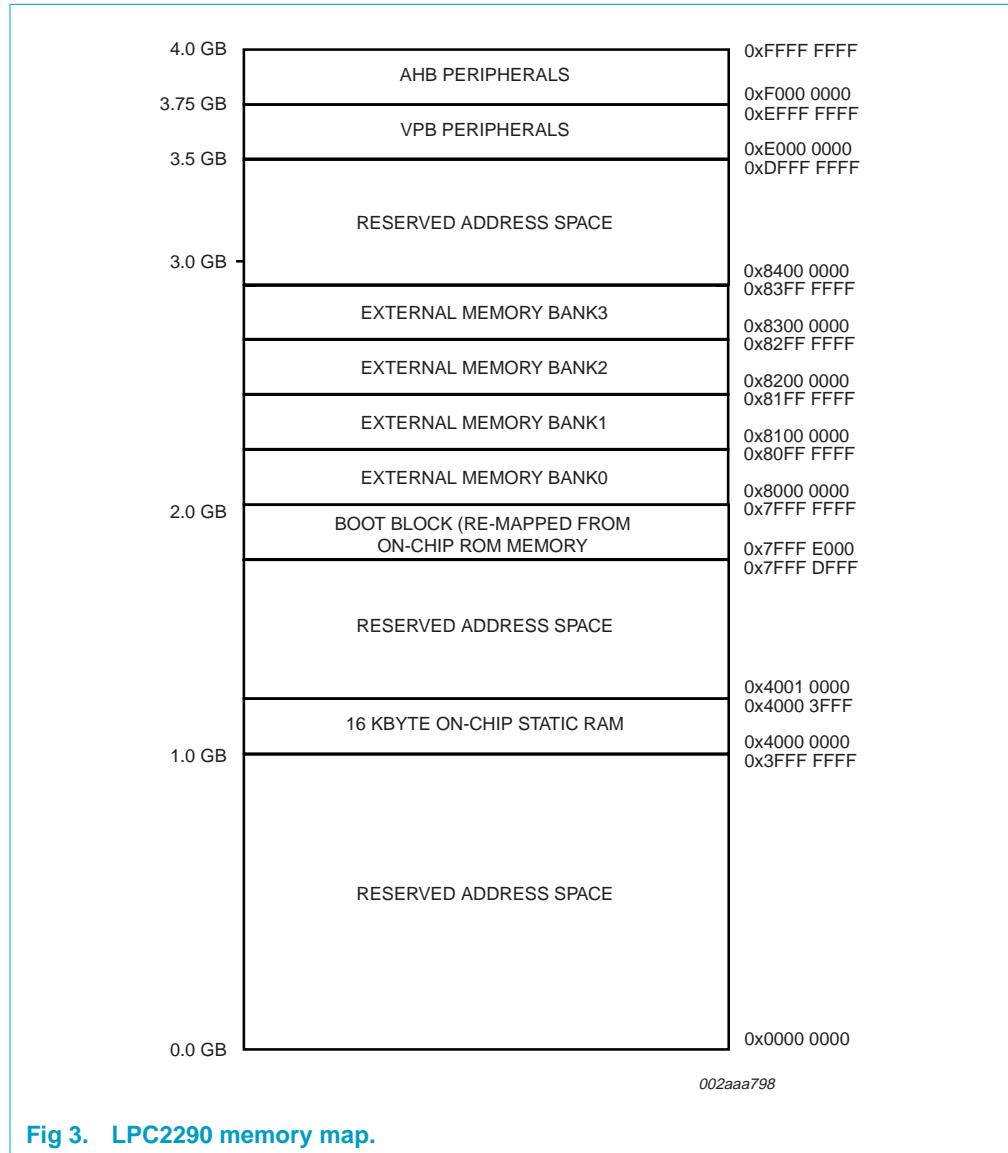 4.0 GB
0xFFFF FFFF
AHB PERIPHERALS
0xF000 0000
3.75 GB
0xEFFF FFFF
VPB PERIPHERALS
0xE000 0000
3.5 GB
0xDFFF FFFF
RESERVED ADDRESS SPACE
3.0 GB
0x8400 0000
0x83FF FFFF
EXTERNAL MEMORY BANK3
0x8300 0000
0x82FF FFFF
EXTERNAL MEMORY BANK2
0x8200 0000
0x81FF FFFF
EXTERNAL MEMORY BANK1
0x8100 0000
0x80FF FFFF
EXTERNAL MEMORY BANK0
0x8000 0000
2.0 GB
0x7FFF FFFF
BOOT BLOCK (RE-MAPPED FROM
ON-CHIP ROM MEMORY
0x7FFF E000
0x7FFF DFFF
RESERVED ADDRESS SPACE
0x4001 0000
0x4000 3FFF
16 KBYTE ON-CHIP STATIC RAM
0x4000 0000
1.0 GB
0x3FFF FFFF
RESERVED ADDRESS SPACE
0.0 GB
0x0000 0000
002aaa798
Fig 3. LPC2290 memory map.